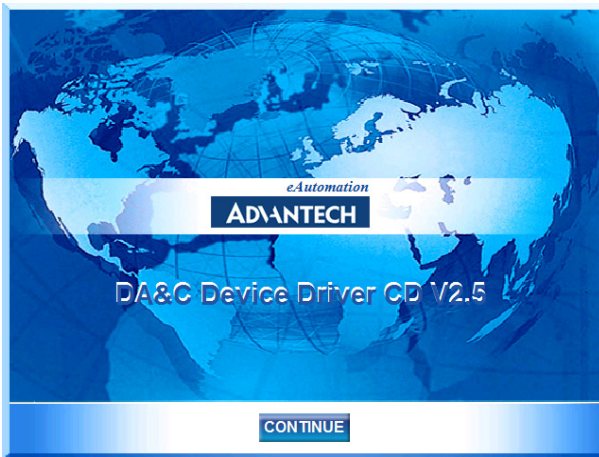 eAutomation
ADVANTECH
DA&C Device Driver CD V2.5
CONTINUE